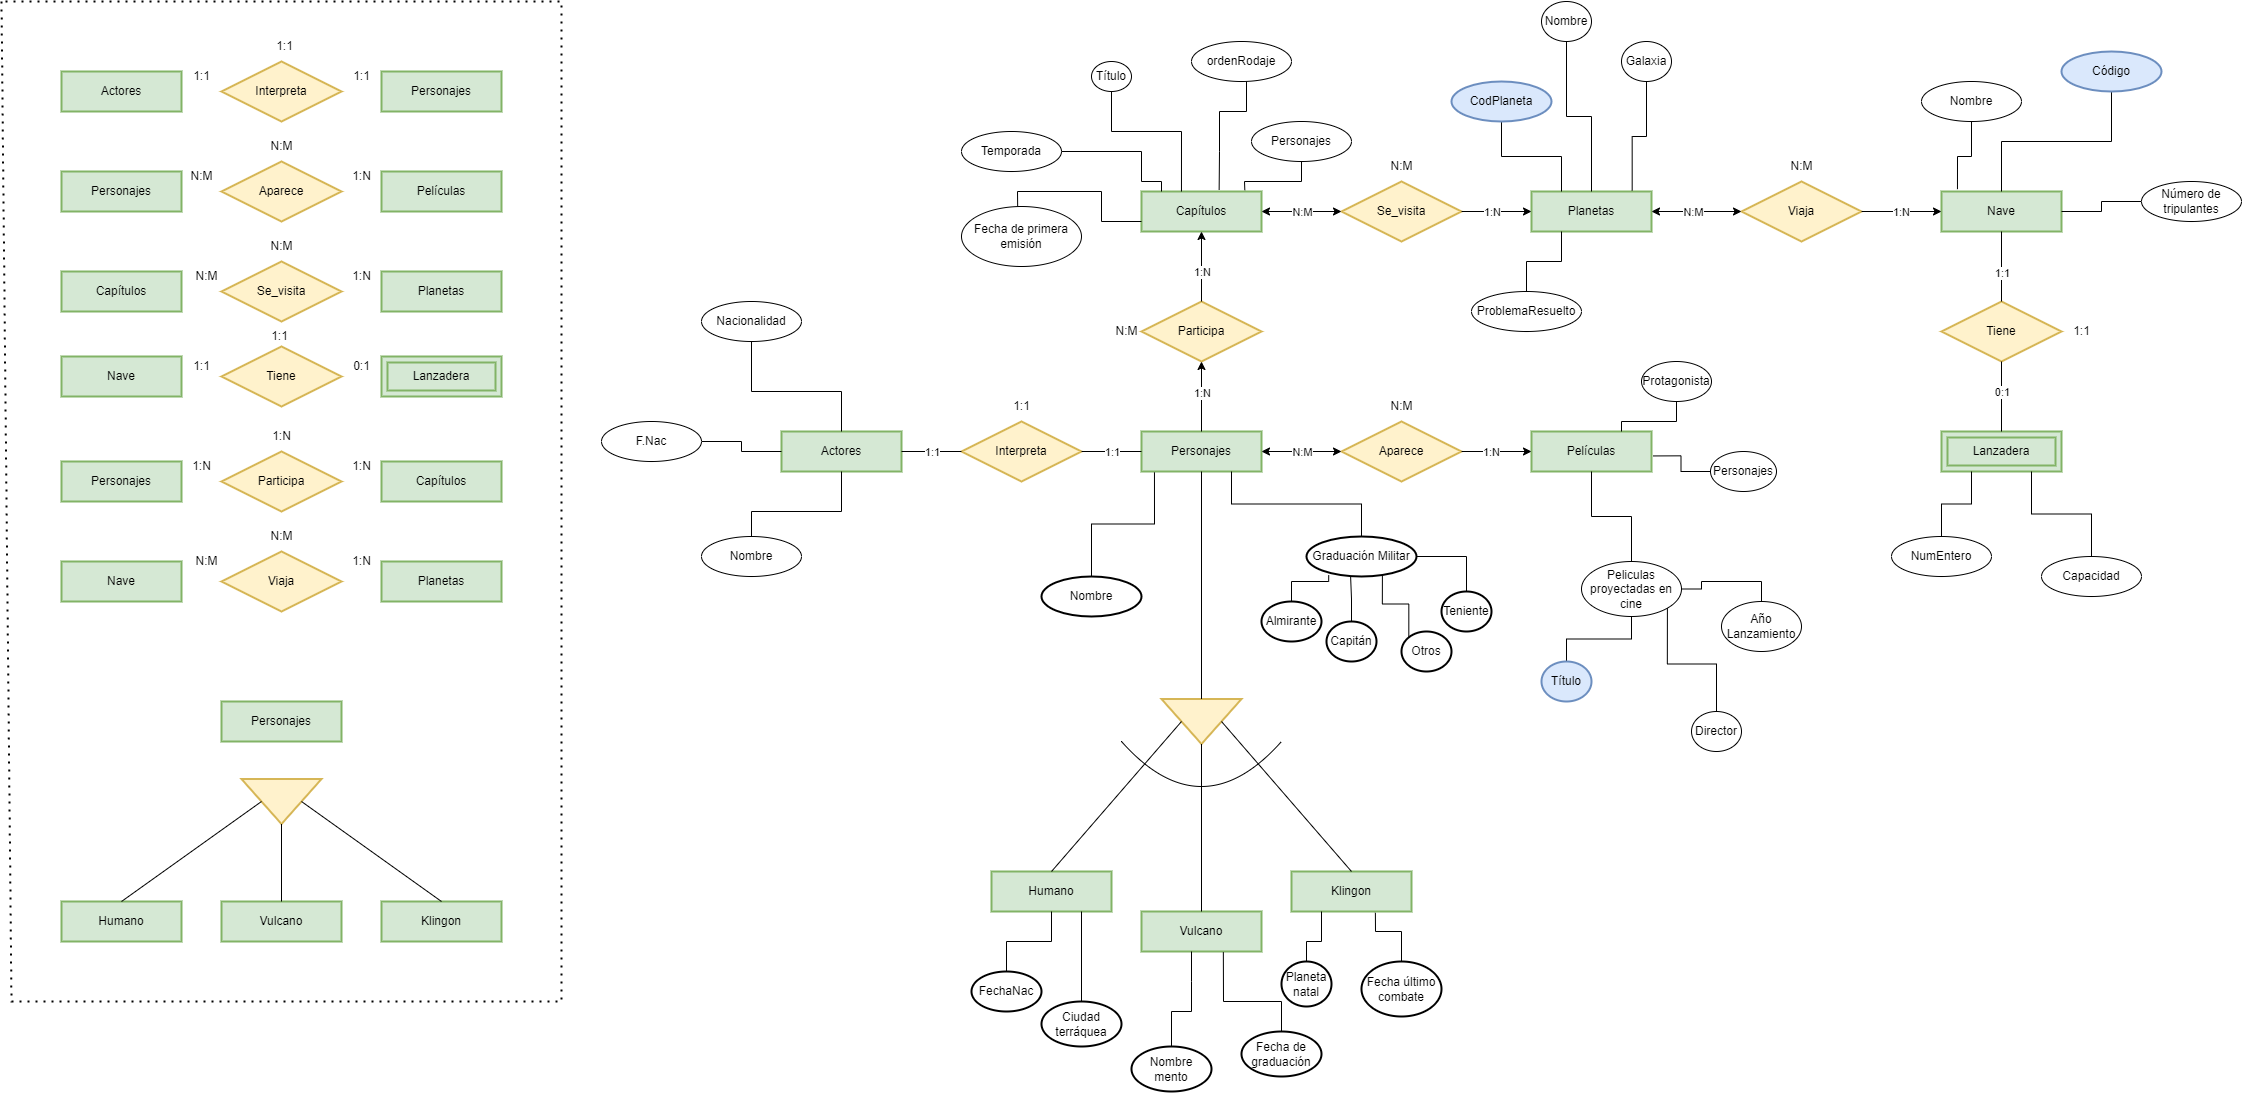 1:1
Actores
1:1
Interpreta
1:1
Personajes
N:M
Personajes
N:M
Aparece
1:N
Películas
N:M
Capítulos
N:M
Se_visita
1:N
Planetas
1:1
Nave
1:1
Tiene
0:1
Lanzadera
1:N
Personajes
1:N
Participa
1:N
Capítulos
N:M
Nave
N:M
Viaja
1:N
Planetas
Personajes
Humano
Vulcano
Klingon
Título
ordenRodaje
Temporada
Personajes
Fecha de primera
emisión
Capítulos
N:M
N:M
Se_visita
1:N
Nombre
Galaxia
CodPlaneta
Planetas
ProblemaResuelto
N:M
N:M
Viaja
1:N
Nombre
Código
Nave
Número de
tripulantes
1:1
Tiene
1:1
0:1
Lanzadera
NumEntero
Capacidad
1:N
N:M
Participa
1:N
Nacionalidad
F.Nac
Actores
Nombre
1:1
1:1
Interpreta
1:1
Personajes
N:M
N:M
Aparece
1:N
Películas
Protagonista
Personajes
Peliculas
proyectadas en
cine
Año
Lanzamiento
Título
Director
Nombre
Graduación Militar
Almirante
Capitán
Otros
Teniente
Humano
Vulcano
Klingon
FechaNac
Ciudad
terráquea
Nombre
mento
Fecha de
graduación
Planeta
natal
Fecha último
combate